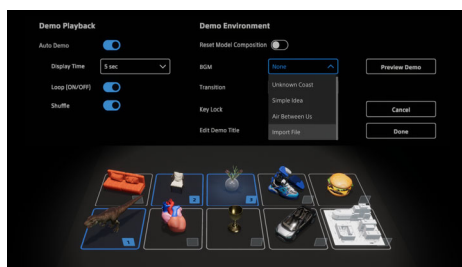 Demo Playback
Demo Environment
Auto Demo
Reset Model Composition
Display Time
5 sec
BGM
None
Preview Demo
Loop (ON/OFF)
Transition
Unknown Coast
Shuffle
Simple Idea
Key Lock
Air Between Us
Cancel
Edit Demo Title
Import File
Done
2
3
1